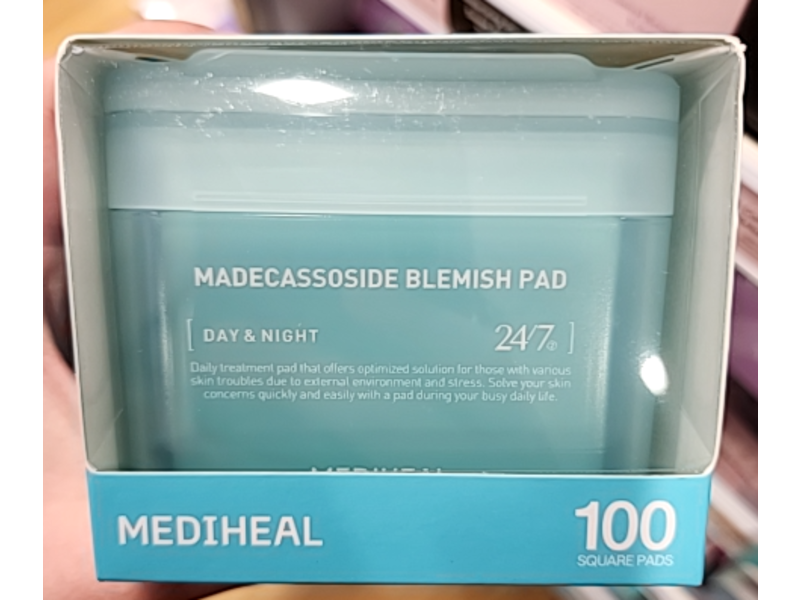 MADECASSOSIDE BLEMISH PAD
[ DAY & NIGHT 24/7 ]
Daily treatment pad that offers optimized solution for those with various
skin troubles due to external environment and stress. Solve your skin
concerns quickly and easily with a pad during your busy daily life.
MEDIHEAL
MEDIHEAL 100
SQUARE PADS